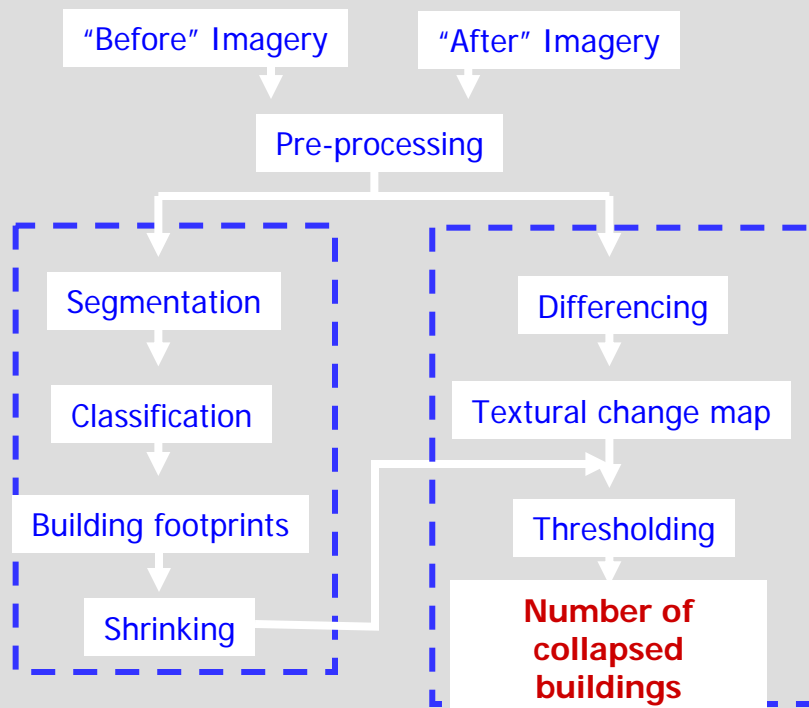 “Before” Imagery
“After” Imagery
Pre-processing
Segmentation
Classification
Building footprints
Shrinking
Differencing
Textural change map
Thresholding
Number of
collapsed
buildings